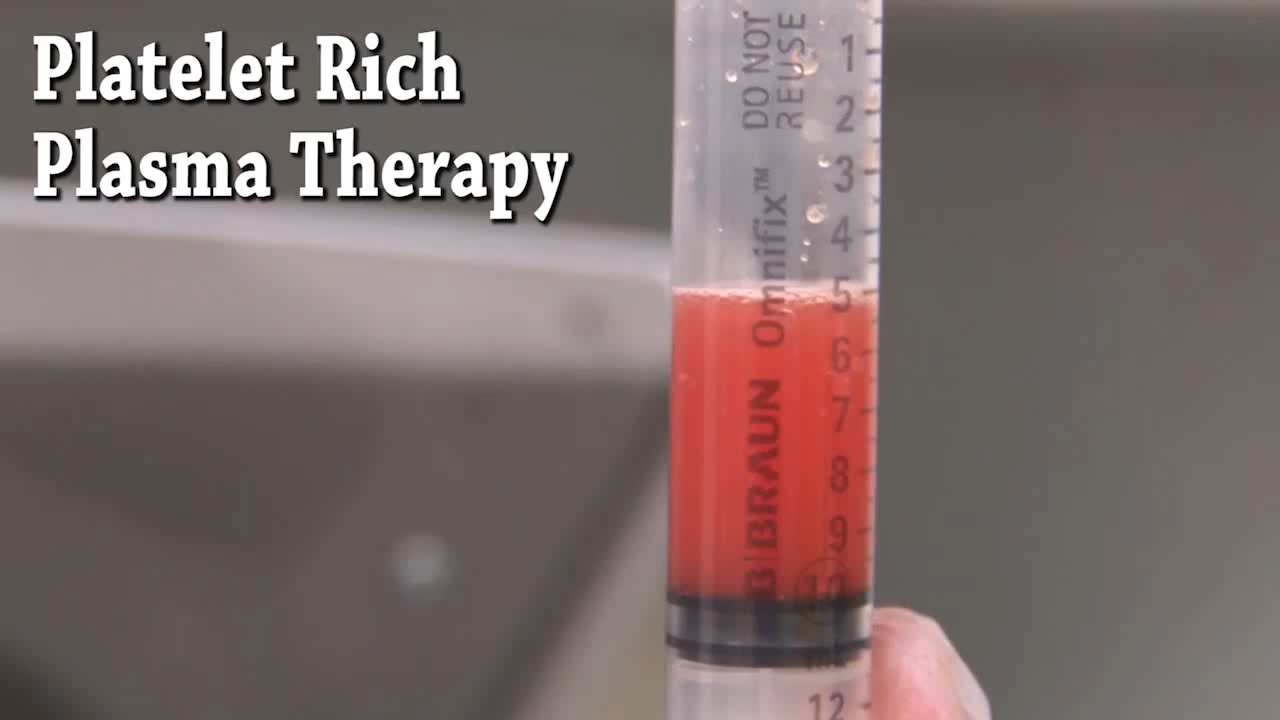 Platelet Rich
Plasma Therapy
DO NOT
REUSE
Omnifix™
B|BRAUN
1
2
3
4
5
6
7
8
9
12